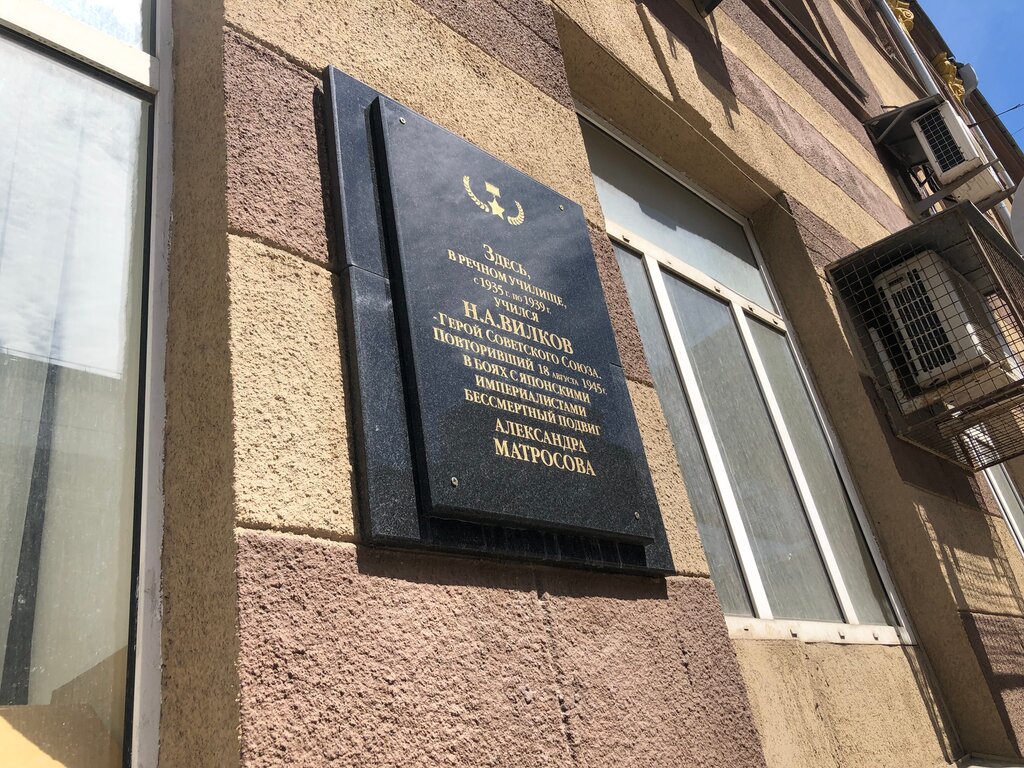 Здесь,
в речном училище,
с 1935 г. по 1939 г.
учился
Н.А.ВИЛКОВ
-Герой Советского Союза,
Повторивший 18 августа 1945г.
в боях с японскими
империалистами
бессмертный подвиг
АЛЕКСАНДРА
МАТРОСОВА